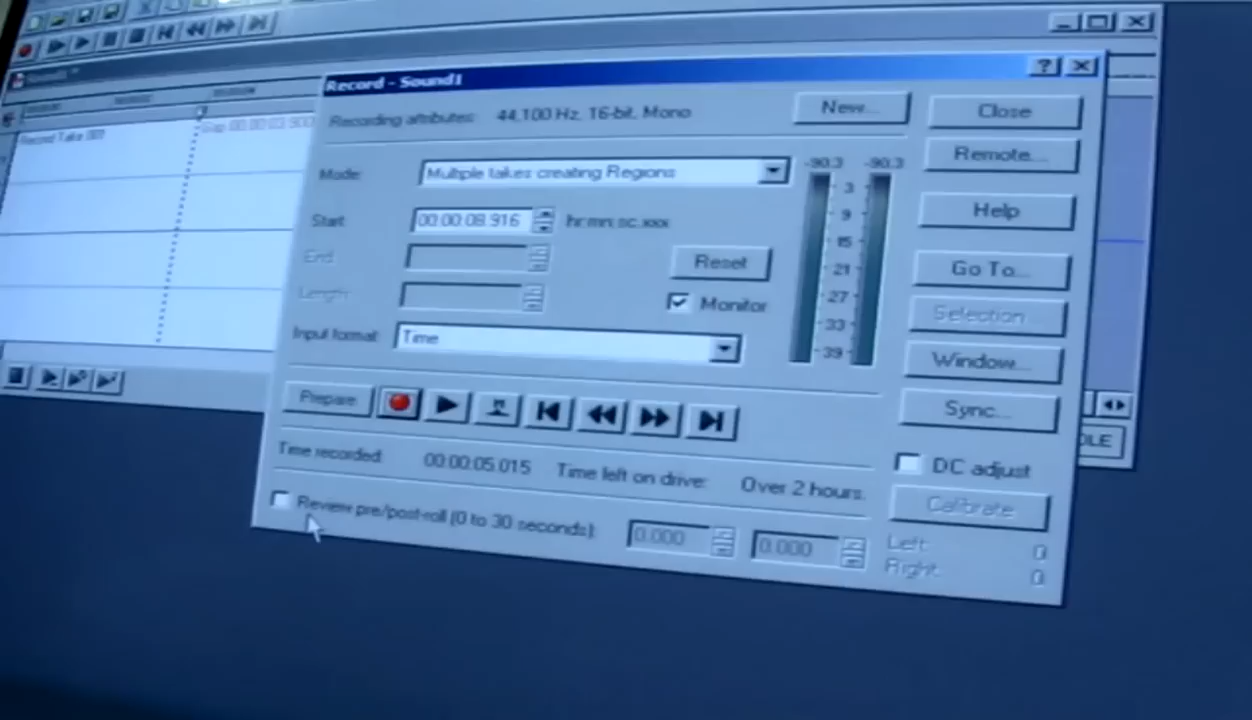 Record - Sound1
Recording attributes: 44,100 Hz, 16-bit, Mono
New...
Close
Remote...
Mode:
Multiple takes creating Regions
-90.3 -90.3
Start:
00:00:08.916
hr:mn:sc.xxx
Help
End:
Reset
Go To...
Length:
Monitor
Selection...
Input format:
Time
Window...
3
9
15
21
27
33
39
Prepare
Sync...
Time recorded:
00:00:05.015
Time left on drive:
Over 2 hours.
DC adjust
Calibrate
Review pre/post-roll (0 to 30 seconds):
0.000
0.000
Left: 0
Right: 0
Record Take 001